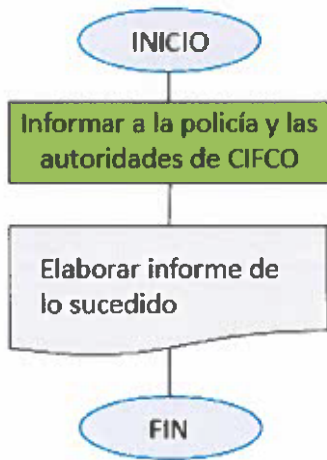 INICIO
Informar a la policía y las
autoridades de CIFCO
Elaborar informe de
lo sucedido
FIN